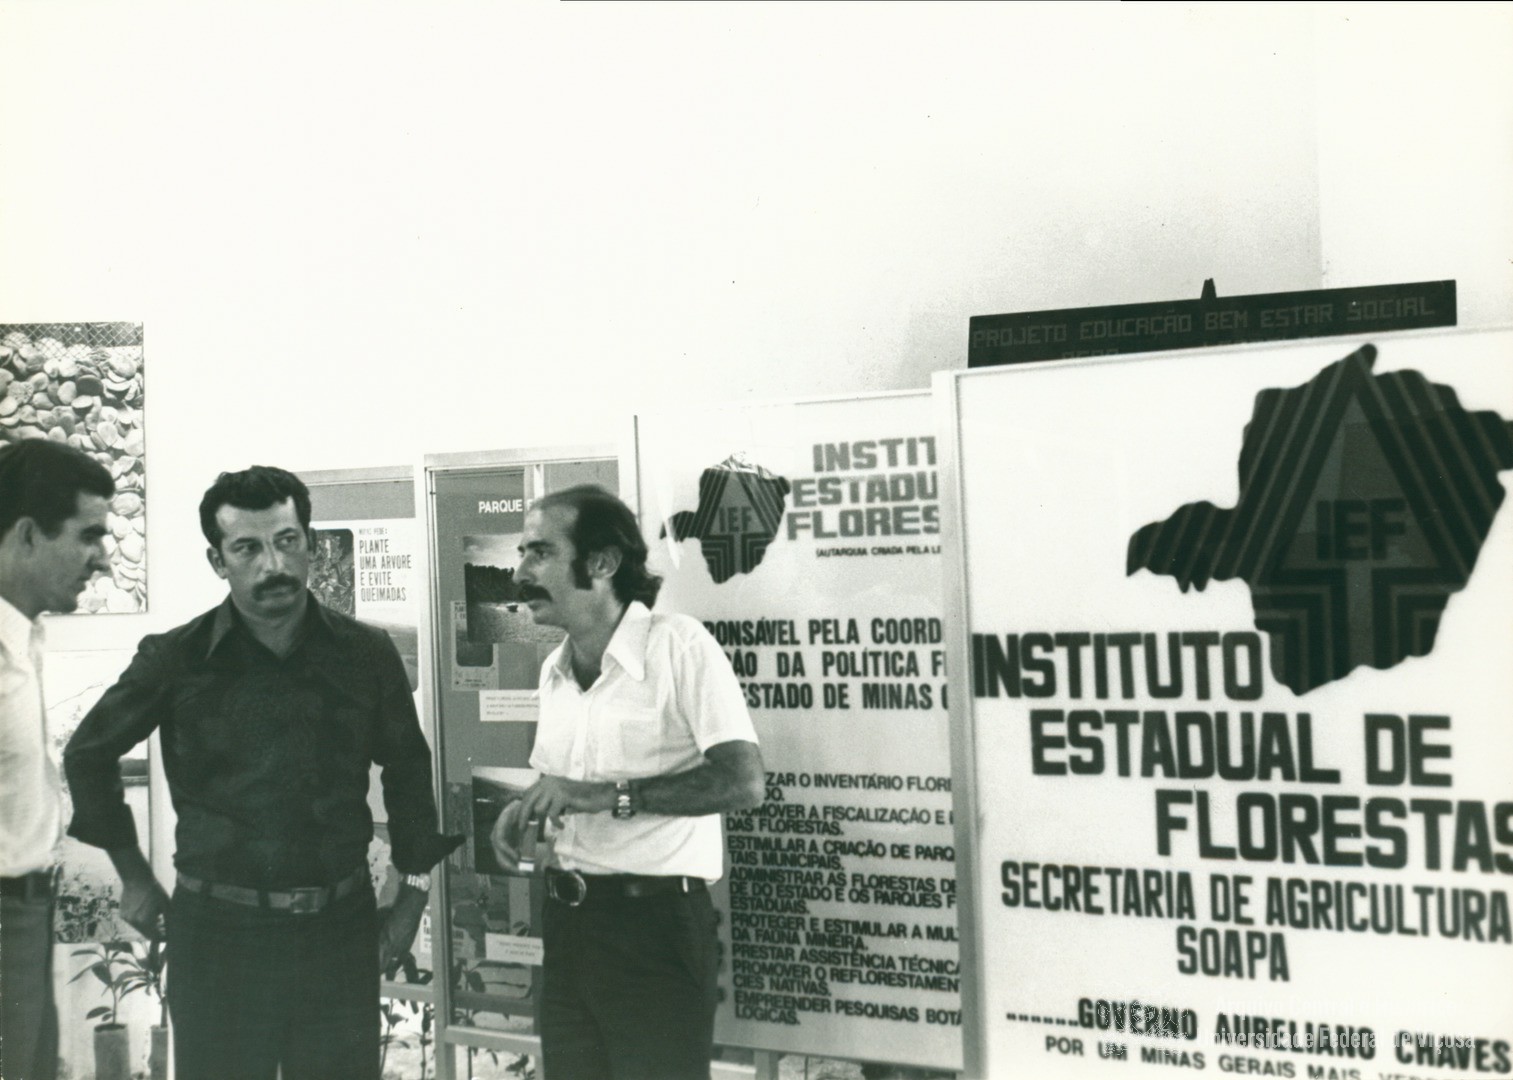 PROJETO EDUCAÇÃO BEM ESTAR SOCIAL
PLANTE
UMA ARVORE
E EVITE
QUEIMADAS
PARQUE
INSTIT
ESTADU
FLORES
(AUTARQUIA CRIADA PELA LE
IEF
PONSÁVEL PELA COORD
ÇÃO DA POLÍTICA F
ESTADO DE MINAS G
ZAR O INVENTÁRIO FLORE
DO.
PROMOVER A FISCALIZAÇÃO E
DAS FLORESTAS.
ESTIMULAR A CRIAÇÃO DE PARQ
TAIS MUNICIPAIS.
ADMINISTRAR AS FLORESTAS DE
DE DO ESTADO E OS PARQUES F
ESTADUAIS.
PROTEGER E ESTIMULAR A MUL
DA FAUNA MINEIRA.
PRESTAR ASSISTÊNCIA TÉCNICA
PROMOVER O REFLORESTAMEN
CIES NATIVAS.
EMPREENDER PESQUISAS BOTÂ
LÓGICAS.
IEF
INSTITUTO
ESTADUAL DE
FLORESTAS
SECRETARIA DE AGRICULTURA
SOAPA
.......GOVÊRNO AURELIANO CHAVES
POR UM MINAS GERAIS MAIS
Universidade Federal de Viçosa